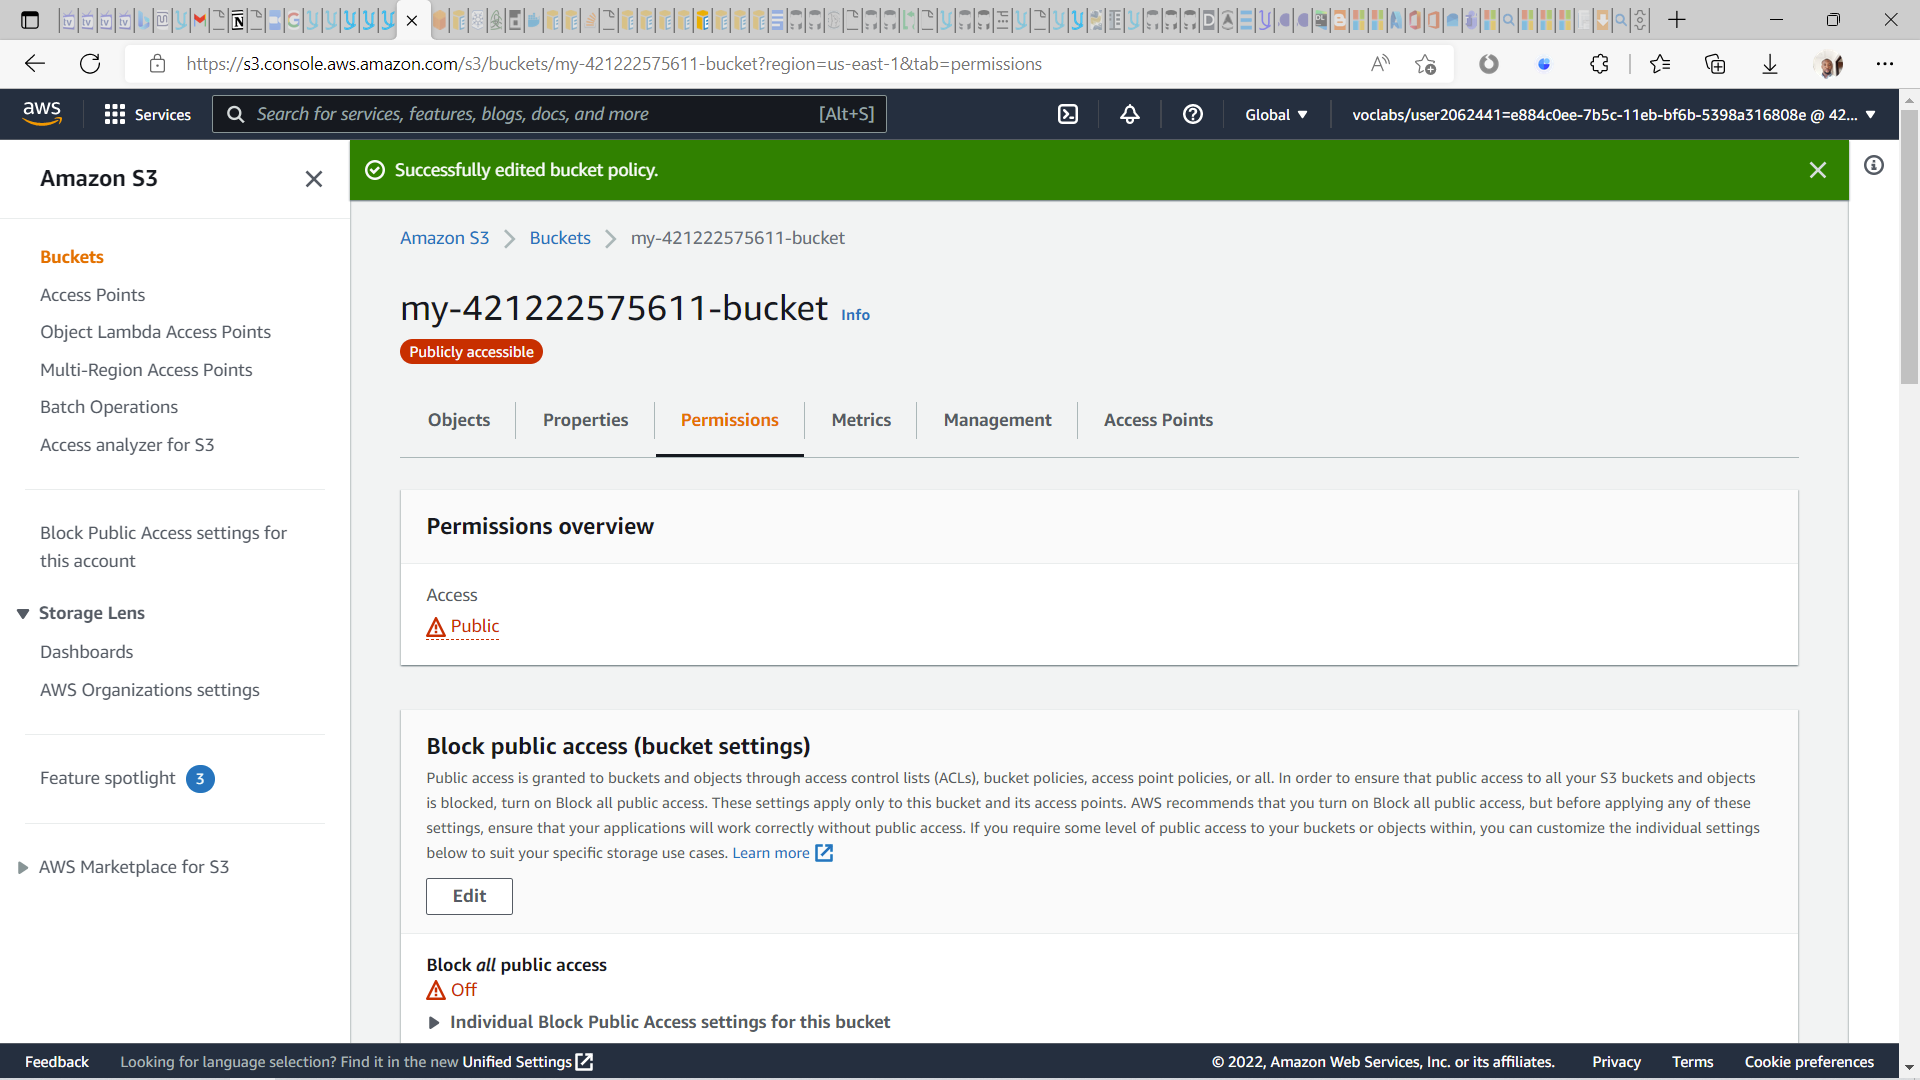 https://s3.console.aws.amazon.com/s3/buckets/my-421222575611-bucket?region=us-east-1&tab=permissions
aws
Services
Search for services, features, blogs, docs, and more
[Alt+S]
Global
voclabs/user2062441=e884c0ee-7b5c-11eb-bf6b-5398a316808e @ 42...
Amazon S3
Successfully edited bucket policy.
Buckets
Access Points
Object Lambda Access Points
Multi-Region Access Points
Batch Operations
Access analyzer for S3
Block Public Access settings for
this account
Storage Lens
Dashboards
AWS Organizations settings
Feature spotlight 3
AWS Marketplace for S3
Amazon S3 > Buckets > my-421222575611-bucket
my-421222575611-bucket Info
Publicly accessible
Objects
Properties
Permissions
Metrics
Management
Access Points
Permissions overview
Access
Public
Block public access (bucket settings)
Public access is granted to buckets and objects through access control lists (ACLs), bucket policies, access point policies, or all. In order to ensure that public access to all your S3 buckets and objects
is blocked, turn on Block all public access. These settings apply only to this bucket and its access points. AWS recommends that you turn on Block all public access, but before applying any of these
settings, ensure that your applications will work correctly without public access. If you require some level of public access to your buckets or objects within, you can customize the individual settings
below to suit your specific storage use cases. Learn more
Edit
Block all public access
Off
Individual Block Public Access settings for this bucket
Feedback
Looking for language selection? Find it in the new Unified Settings
© 2022, Amazon Web Services, Inc. or its affiliates.
Privacy
Terms
Cookie preferences